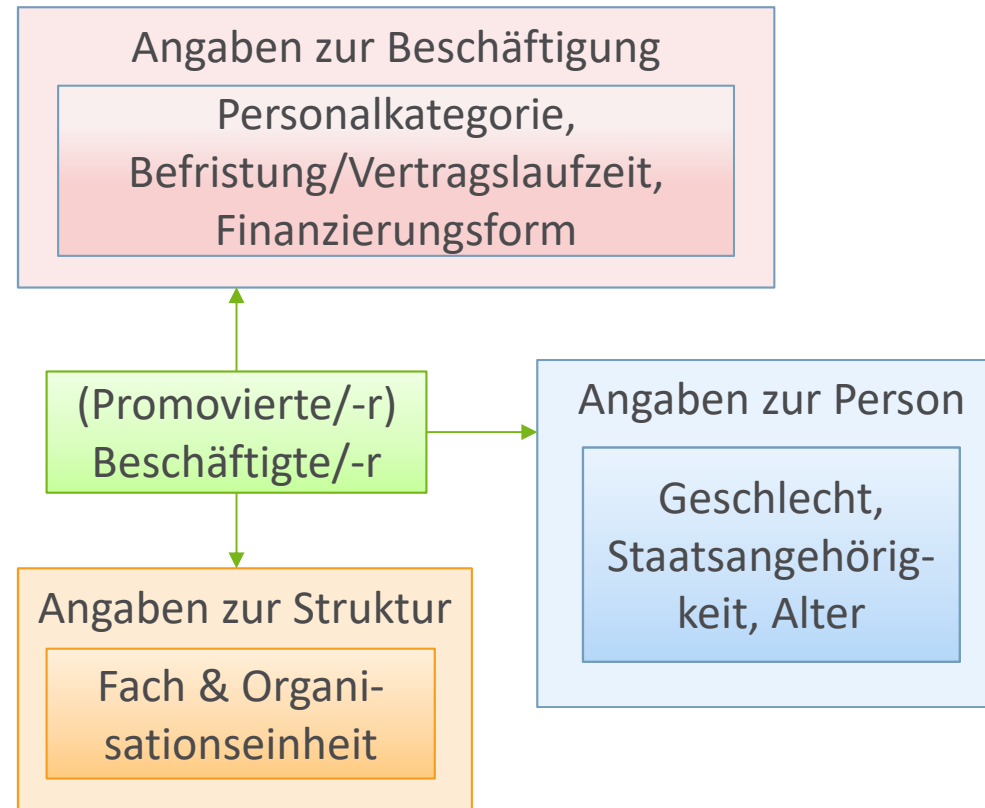 Angaben zur Beschäftigung
Personalkategorie,
Befristung/Vertragslaufzeit,
Finanzierungsform
(Promovierte/-r)
Beschäftigte/-r
Angaben zur Person
Geschlecht,
Staatsangehörig-
keit, Alter
Angaben zur Struktur
Fach & Organi-
sationseinheit